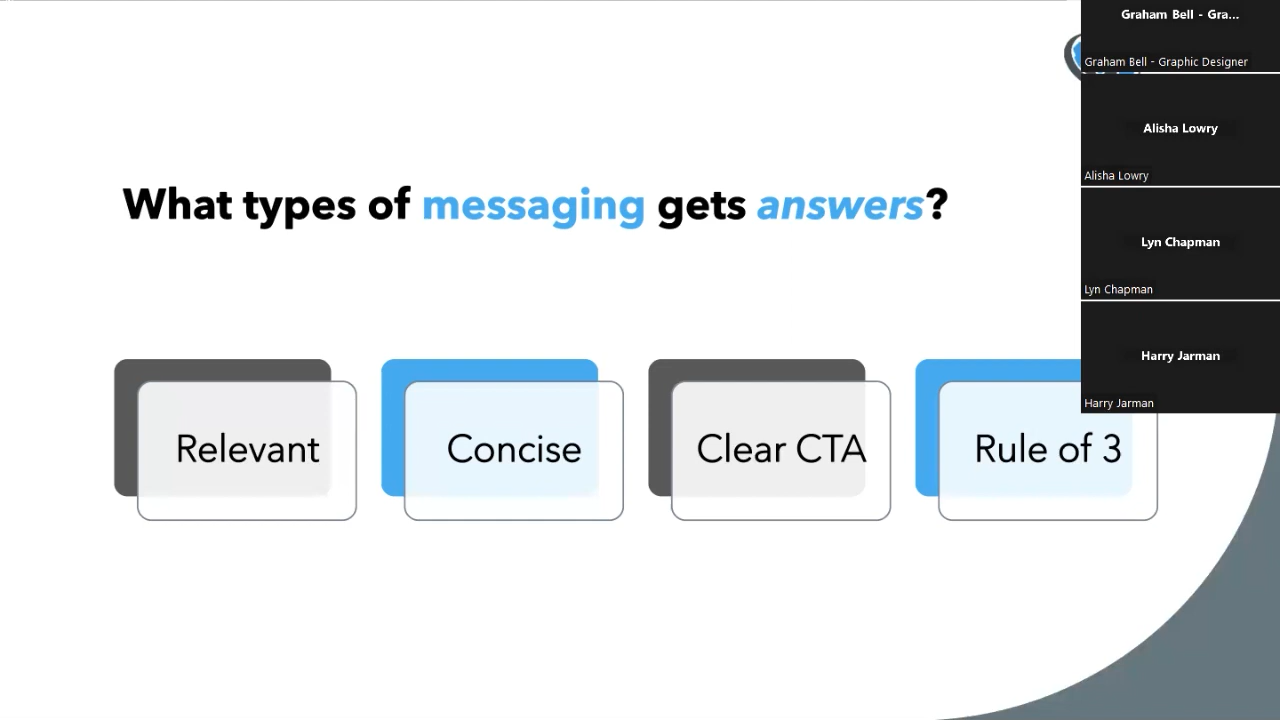 Graham Bell - Gra...
Graham Bell - Graphic Designer
Alisha Lowry
Alisha Lowry
Lyn Chapman
Lyn Chapman
Harry Jarman
Harry Jarman
What types of messaging gets answers?
Relevant
Concise
Clear CTA
Rule of 3